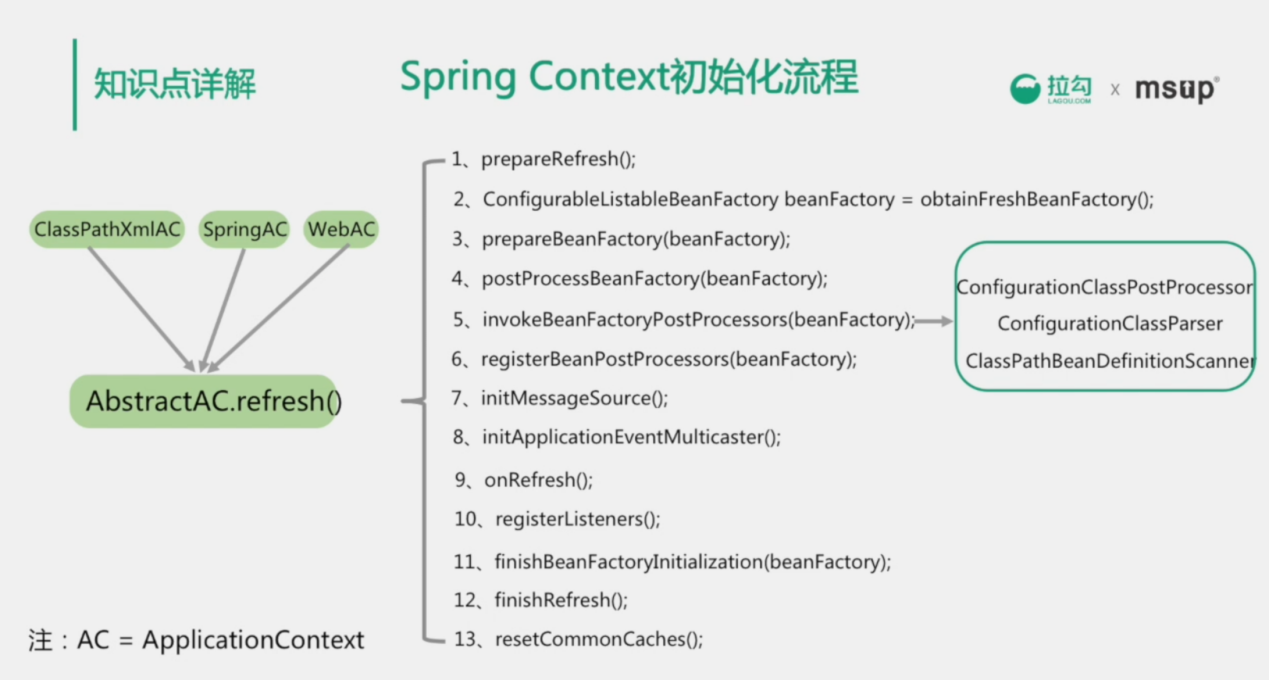 知识点详解
Spring Context初始化流程
拉勾
LAGOU.COM
x
msup®
ClassPathXmlAC
SpringAC
WebAC
AbstractAC.refresh()
1、prepareRefresh();
2、ConfigurableListableBeanFactory beanFactory = obtainFreshBeanFactory();
3、prepareBeanFactory(beanFactory);
4、postProcessBeanFactory(beanFactory);
5、invokeBeanFactoryPostProcessors(beanFactory);
6、registerBeanPostProcessors(beanFactory);
7、initMessageSource();
8、initApplicationEventMulticaster();
9、onRefresh();
10、registerListeners();
11、finishBeanFactoryInitialization(beanFactory);
12、finishRefresh();
13、resetCommonCaches();
ConfigurationClassPostProcessor
ConfigurationClassParser
ClassPathBeanDefinitionScanner
注：AC = ApplicationContext